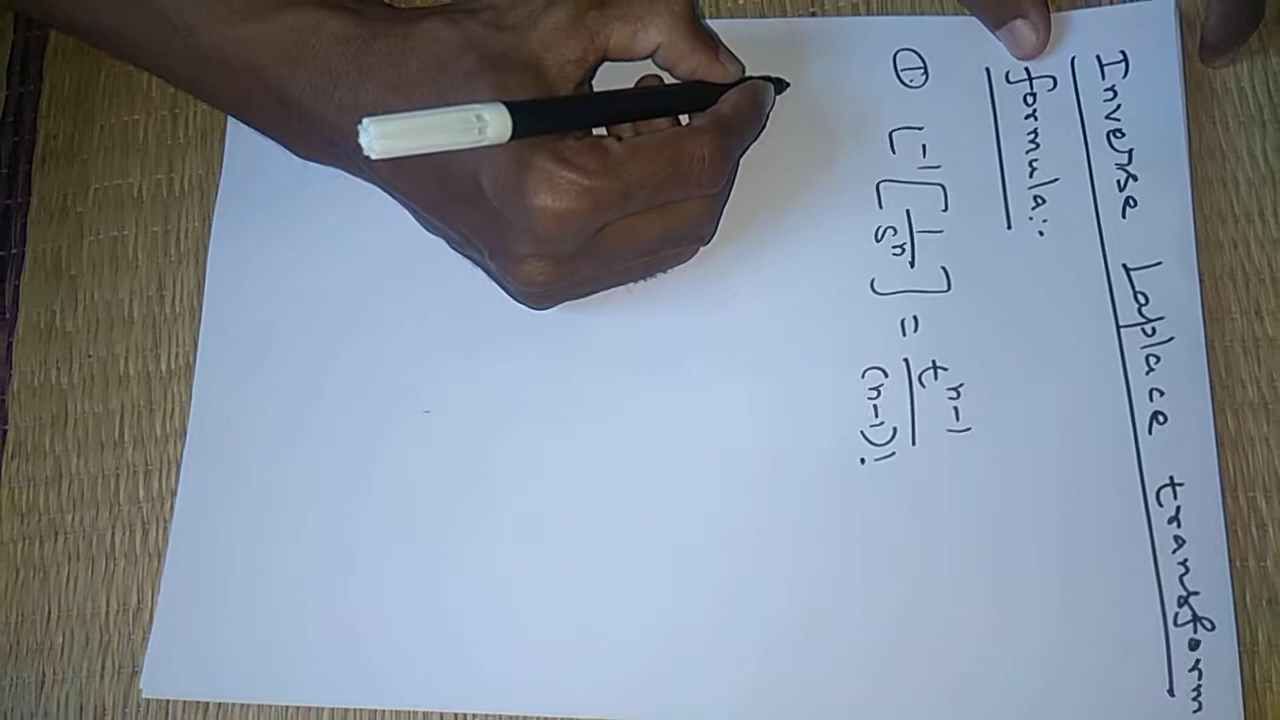 Inverse Laplace transform
formula:-
① L⁻¹[1/sⁿ] = tⁿ⁻¹/(n-1)!